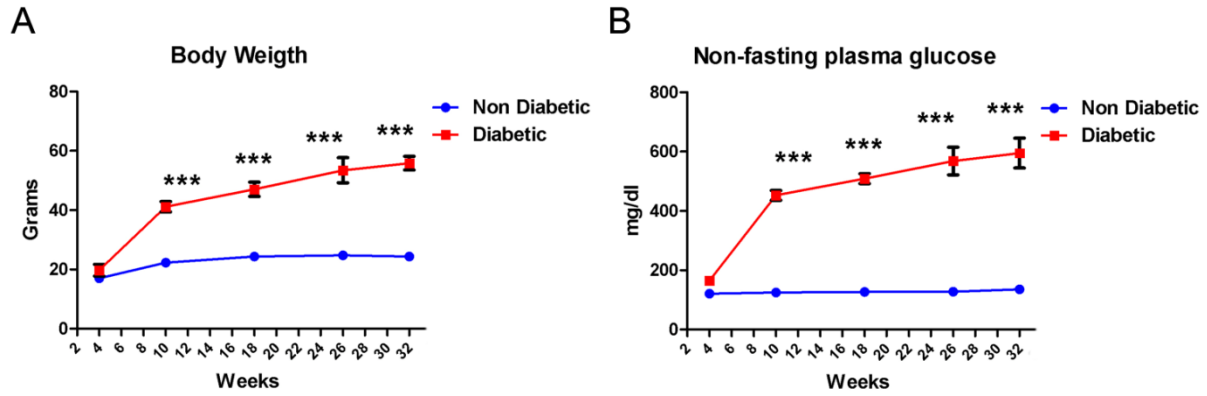 A
Body Weigth
Grams
80
60
40
20
0
*** *** *** ***
2 4 6 8 10 12 14 16 18 20 22 24 26 28 30 32
Weeks
Non Diabetic
Diabetic
B
Non-fasting plasma glucose
mg/dl
800
600
400
200
0
*** *** *** ***
2 4 6 8 10 12 14 16 18 20 22 24 26 28 30 32
Weeks
Non Diabetic
Diabetic